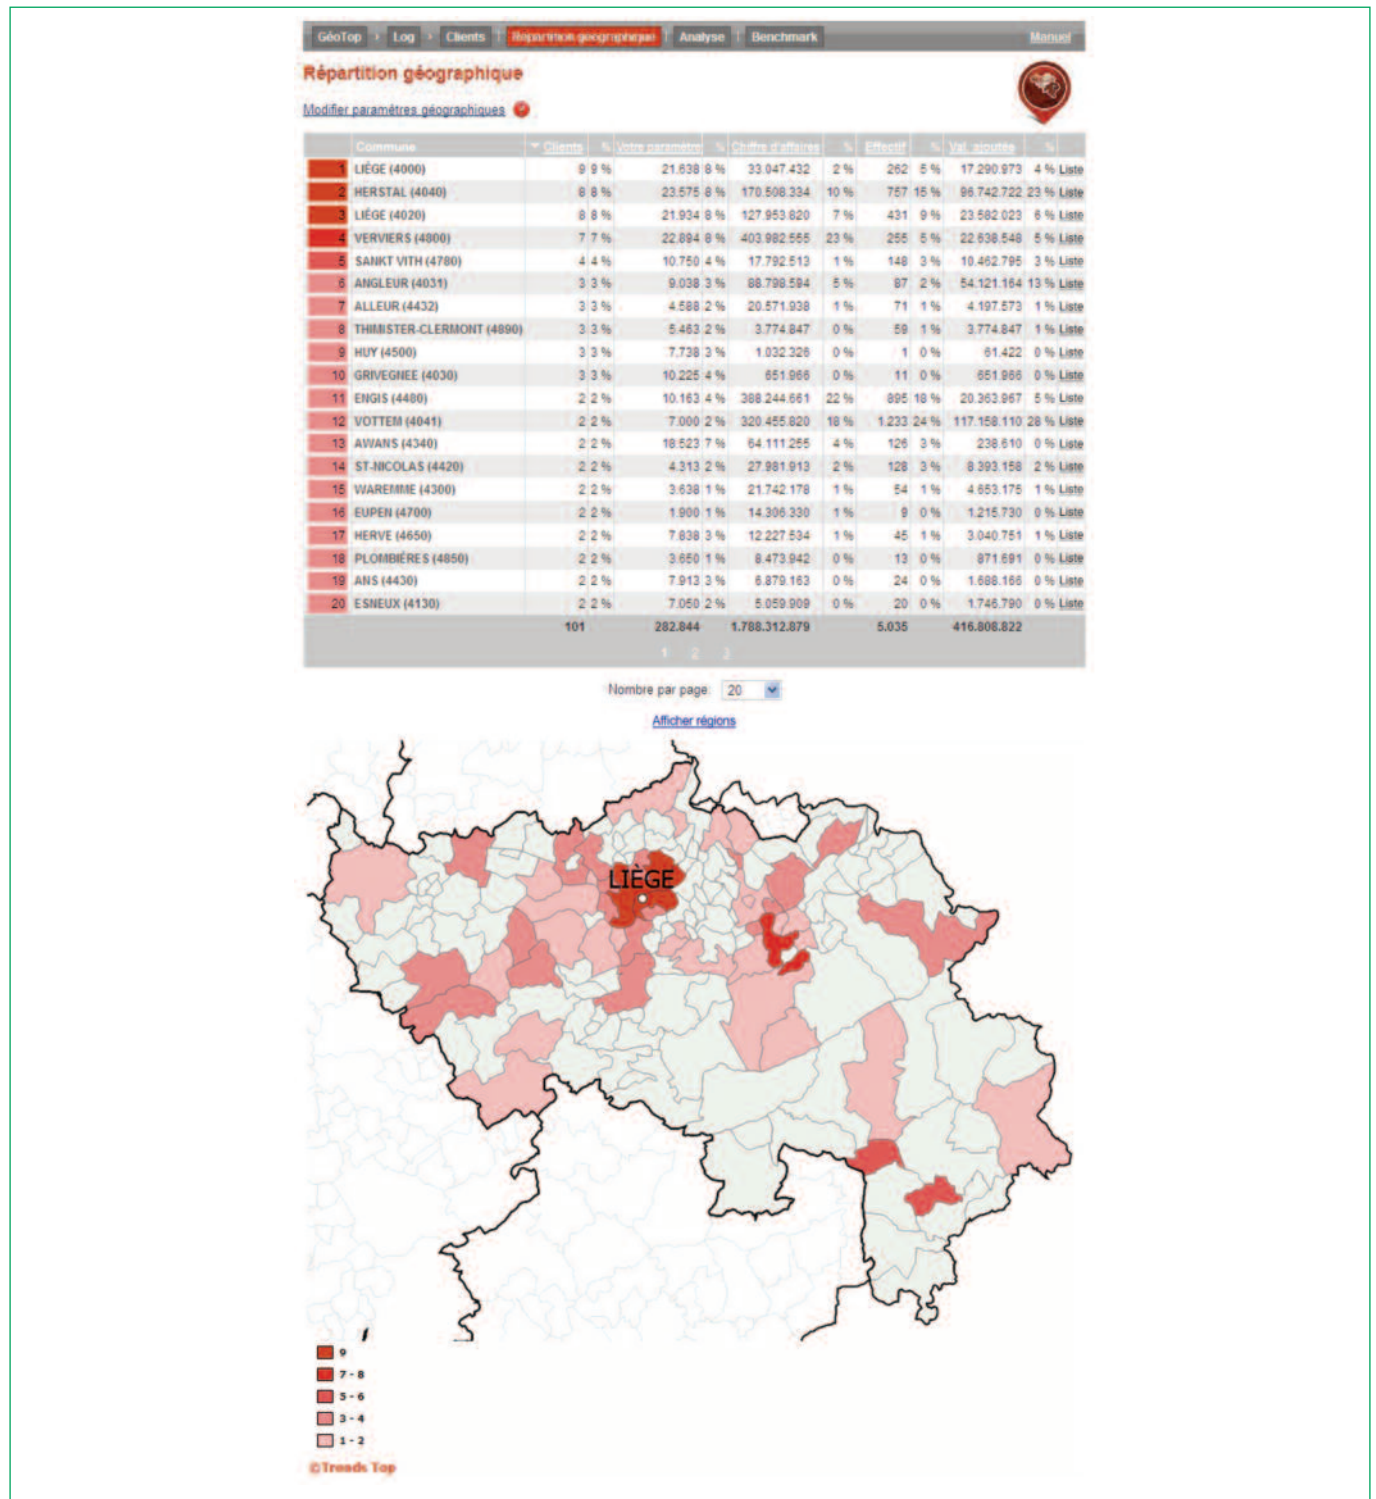 GéoTop Log Clients Répartition géographique Analyse Benchmark Manuel
Répartition géographique
Modifier paramètres géographiques
Commune Clients % Votre paramètre % Chiffre d'affaires % Effectif % Val. ajoutée %
1 LIÈGE (4000) 9 9 % 21.638 8 % 33.047.432 2 % 262 5 % 17.290.973 4 % Liste
2 HERSTAL (4040) 8 8 % 23.575 8 % 170.508.334 10 % 757 15 % 96.742.722 23 % Liste
3 LIÉGE (4020) 8 8 % 21.934 8 % 127.953.820 7 % 431 9 % 23.582.023 6 % Liste
4 VERVIERS (4800) 7 7 % 22.894 8 % 403.982.555 23 % 255 5 % 22.638.548 5 % Liste
5 SANKT VITH (4780) 4 4 % 10.750 4 % 17.792.513 1 % 148 3 % 10.462.795 3 % Liste
6 ANGLEUR (4031) 3 3 % 9.038 3 % 88.798.594 5 % 87 2 % 54.121.164 13 % Liste
7 ALLEUR (4432) 3 3 % 4.588 2 % 20.571.938 1 % 71 1 % 4.197.573 1 % Liste
8 THIMISTER-CLERMONT (4890) 3 3 % 5.463 2 % 3.774.847 0 % 59 1 % 3.774.847 1 % Liste
9 HUY (4500) 3 3 % 7.738 3 % 1.032.326 0 % 1 0 % 61.422 0 % Liste
10 GRIVEGNEE (4030) 3 3 % 10.225 4 % 651.966 0 % 11 0 % 651.966 0 % Liste
11 ENGIS (4480) 2 2 % 10.163 4 % 388.244.661 22 % 895 18 % 20.363.967 5 % Liste
12 VOTTEM (4041) 2 2 % 7.000 2 % 320.455.820 18 % 1.233 24 % 117.158.110 28 % Liste
13 AWANS (4340) 2 2 % 18.523 7 % 64.111.255 4 % 126 3 % 238.610 0 % Liste
14 ST-NICOLAS (4420) 2 2 % 4.313 2 % 27.981.913 2 % 128 3 % 8.393.158 2 % Liste
15 WAREMME (4300) 2 2 % 3.638 1 % 21.742.178 1 % 54 1 % 4.653.175 1 % Liste
16 EUPEN (4700) 2 2 % 1.900 1 % 14.306.330 1 % 9 0 % 1.215.730 0 % Liste
17 HERVE (4650) 2 2 % 7.838 3 % 12.227.534 1 % 45 1 % 3.040.751 1 % Liste
18 PLOMBIÈRES (4850) 2 2 % 3.650 1 % 8.473.942 0 % 13 0 % 871.691 0 % Liste
19 ANS (4430) 2 2 % 7.913 3 % 6.879.163 0 % 24 0 % 1.688.166 0 % Liste
20 ESNEUX (4130) 2 2 % 7.050 2 % 5.059.909 0 % 20 0 % 1.746.790 0 % Liste
101 282.844 1.788.312.879 5.035 416.808.822
1 2 3
Nombre par page: 20
Afficher régions
LIÈGE
9
7 - 8
5 - 6
3 - 4
1 - 2
©Trends Top